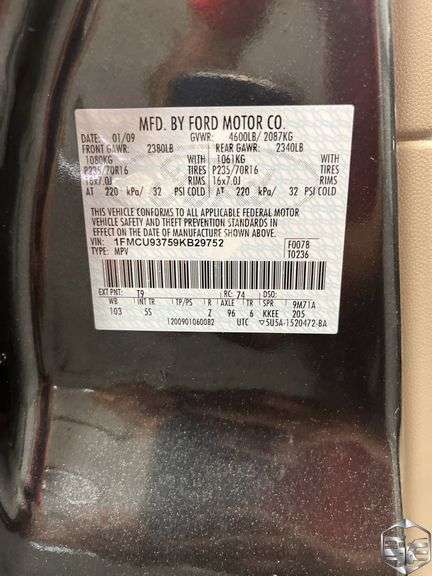 MFD. BY FORD MOTOR CO.
DATE: 01/09 GVWR: 4600LB/ 2087KG
FRONT GAWR: 2380LB REAR GAWR: 2340LB
1080KG WITH 1061KG WITH
P235/70R16 TIRES P235/70R16 TIRES
16x7.0J RIMS 16x7.0J RIMS
AT 220 kPa/ 32 PSI COLD AT 220 kPa/ 32 PSI COLD
THIS VEHICLE CONFORMS TO ALL APPLICABLE FEDERAL MOTOR
VEHICLE SAFETY AND THEFT PREVENTION STANDARDS IN
EFFECT ON THE DATE OF MANUFACTURE SHOWN ABOVE.
VIN: 1FMCU93759KB29752 F0078
TYPE: MPV T0236
EXT PNT: T9 RC: 74 DSO:
WB INT TR TP/PS R AXLE TR SPR 9M71A
103 5S Z 96 6 KKEE 205
1200901060082 UTC 5U5A-1520472-BA